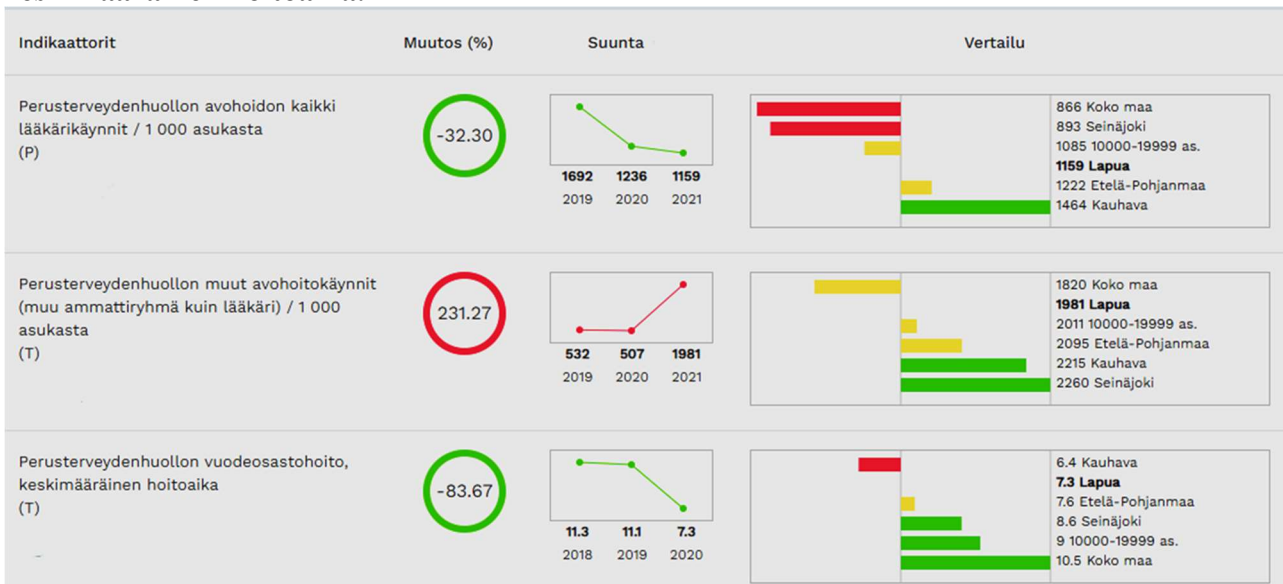 Indikaattorit Muutos (%) Suunta Vertailu
Perusterveydenhuollon avohoidon kaikki
lääkärikäynnit / 1 000 asukasta
(P)
-32.30
1692 1236 1159
2019 2020 2021
866 Koko maa
893 Seinäjoki
1085 10000-19999 as.
1159 Lapua
1222 Etelä-Pohjanmaa
1464 Kauhava
Perusterveydenhuollon muut avohoitokäynnit
(muu ammattiryhmä kuin lääkäri) / 1 000
asukasta
(T)
231.27
532 507 1981
2019 2020 2021
1820 Koko maa
1981 Lapua
2011 10000-19999 as.
2095 Etelä-Pohjanmaa
2215 Kauhava
2260 Seinäjoki
Perusterveydenhuollon vuodeosastohoito,
keskimääräinen hoitoaika
(T)
-83.67
11.3 11.1 7.3
2018 2019 2020
6.4 Kauhava
7.3 Lapua
7.6 Etelä-Pohjanmaa
8.6 Seinäjoki
9 10000-19999 as.
10.5 Koko maa